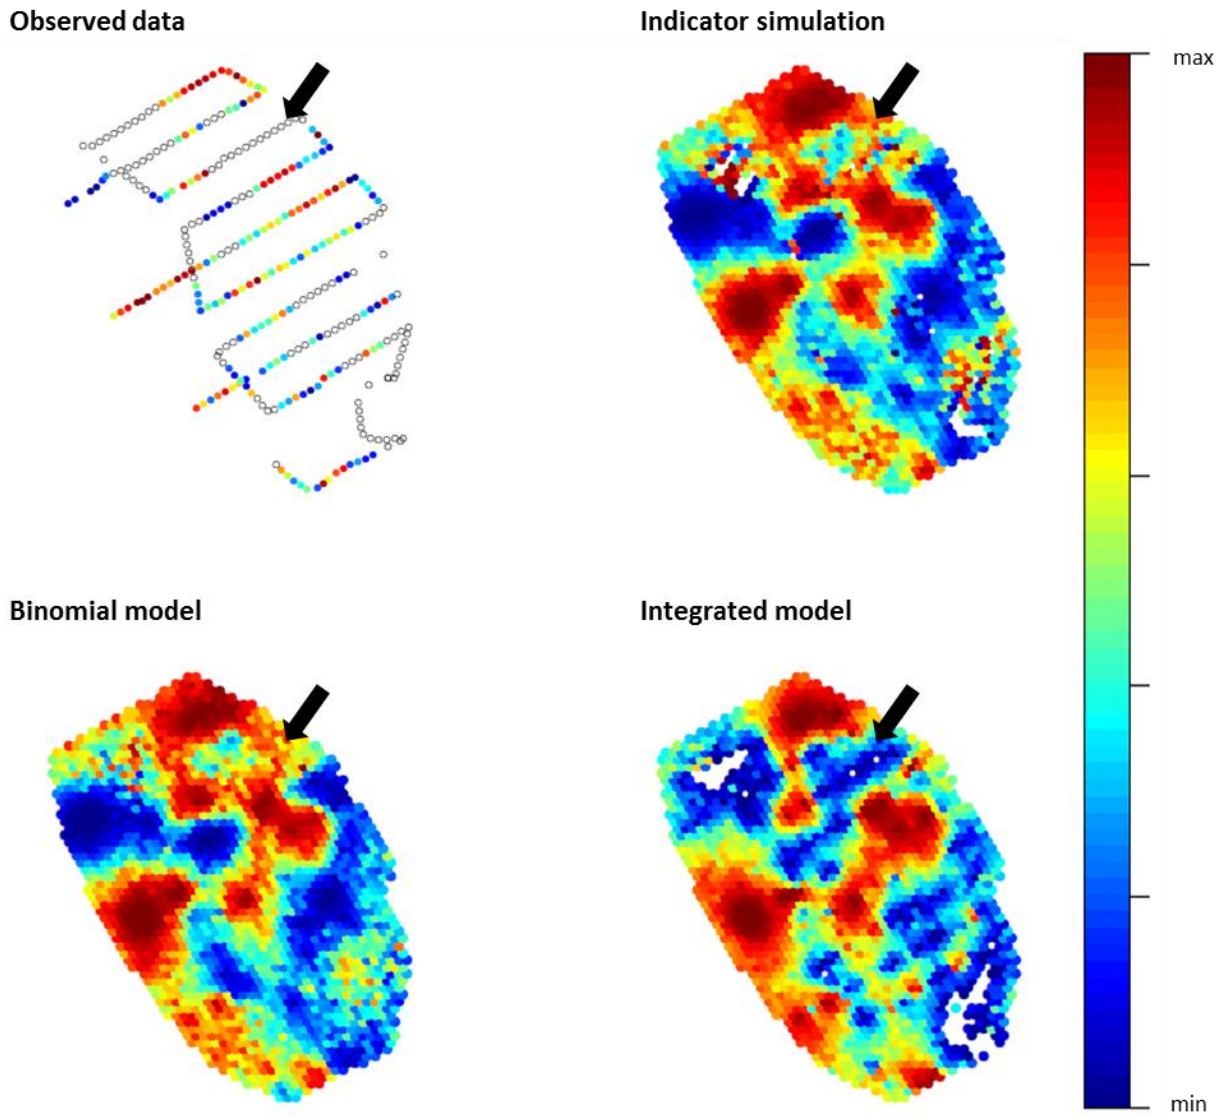 Observed data
Indicator simulation
max
Binomial model
Integrated model
min